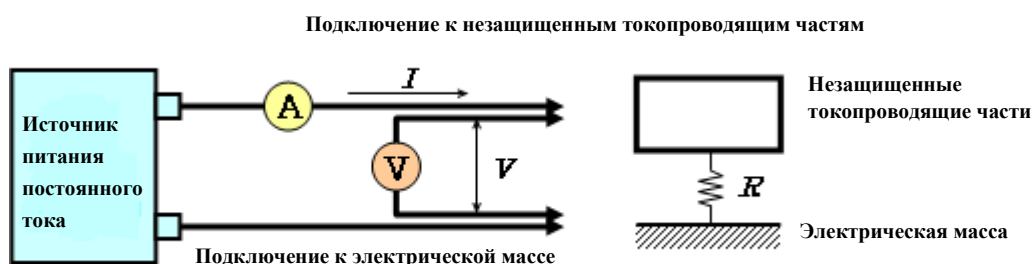 Подключение к незащищенным токопроводящим частям
I
A
Источник
питания
постоянного
тока
V
V
Подключение к электрической массе
Незащищенные
токопроводящие части
R
Электрическая масса